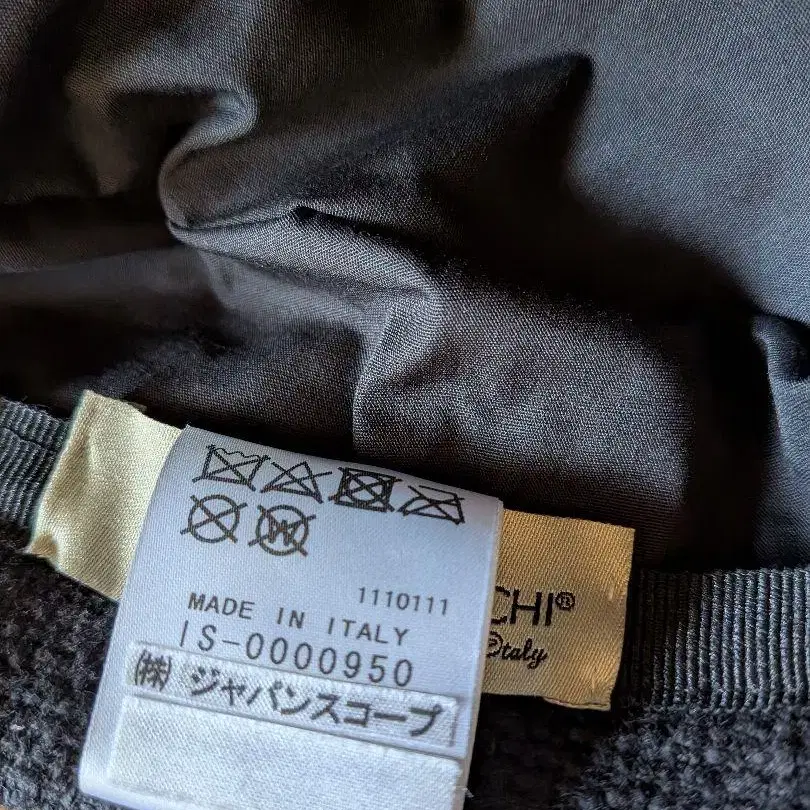 1110111
MADE IN ITALY
IS-0000950
(株) ジャパンスコープ
CHI®
Italy